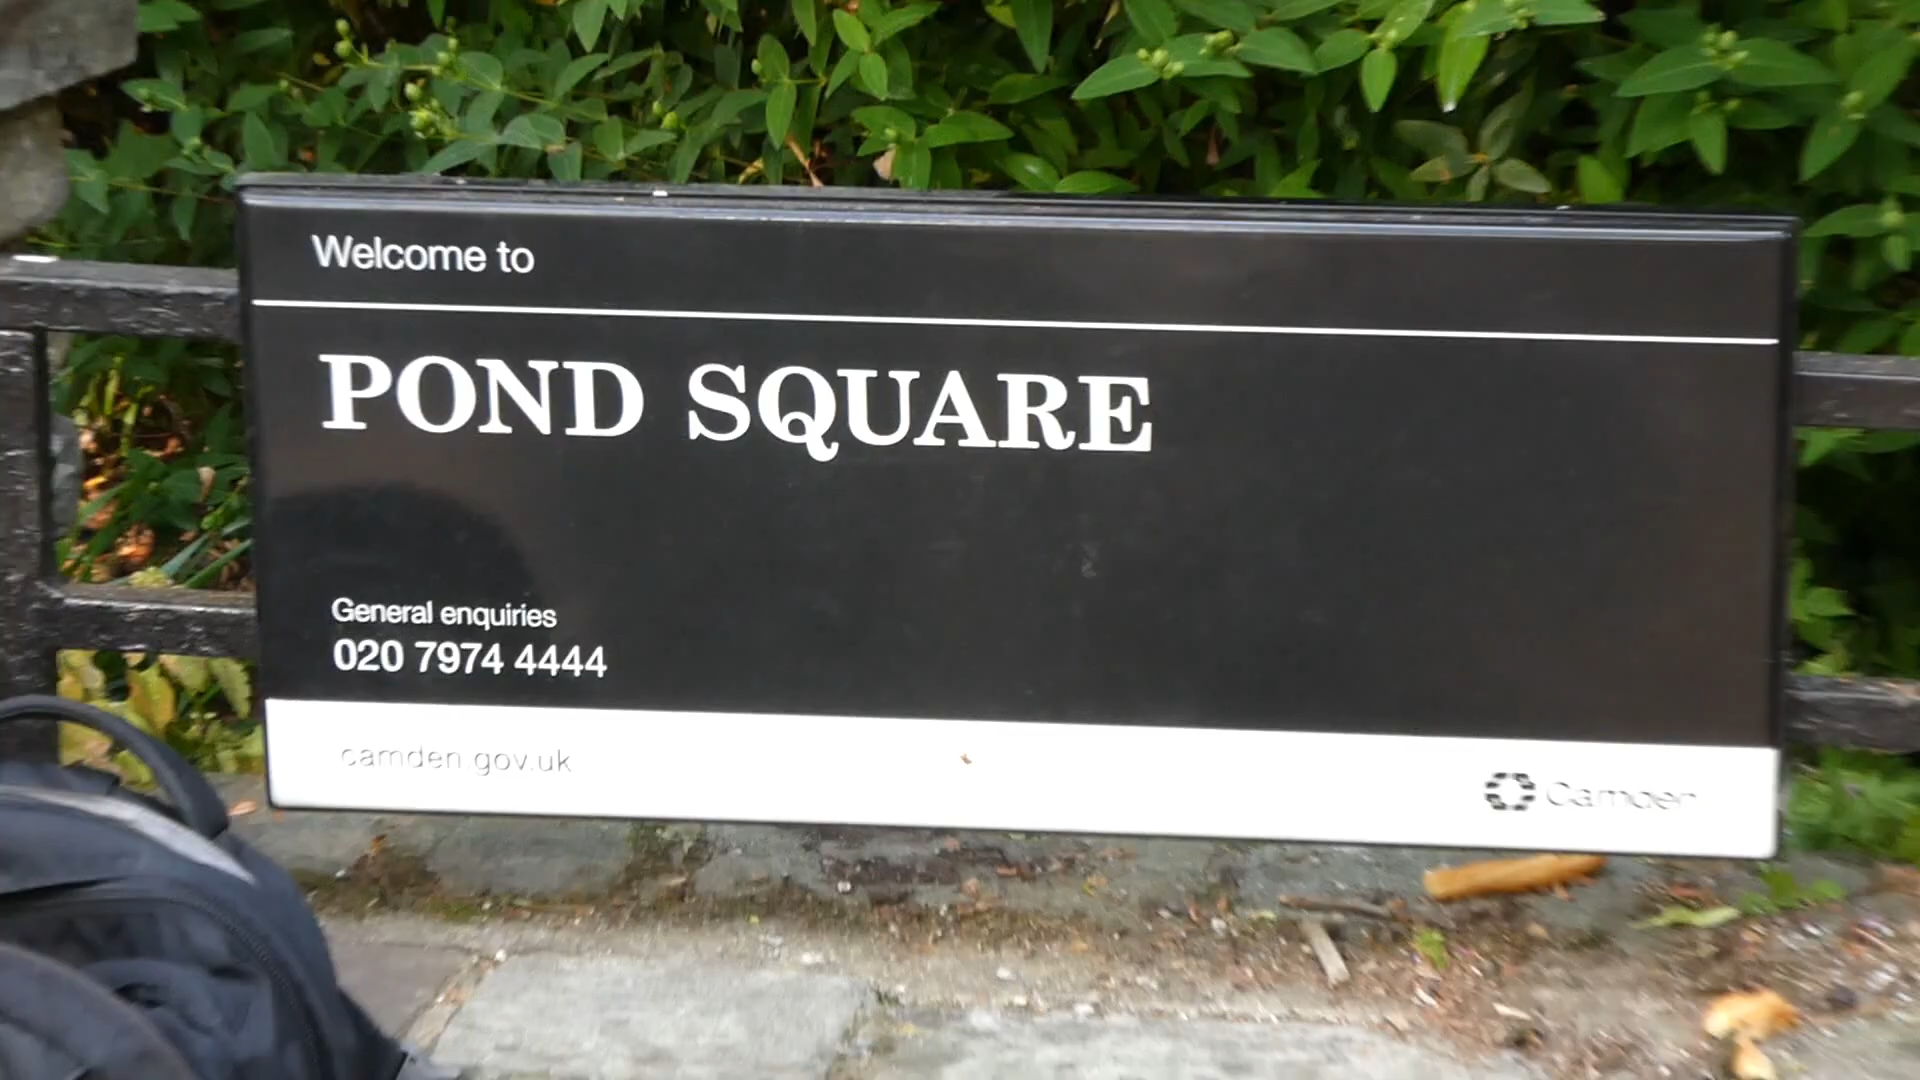 Welcome to
POND SQUARE
General enquiries
020 7974 4444
camden.gov.uk
Camden